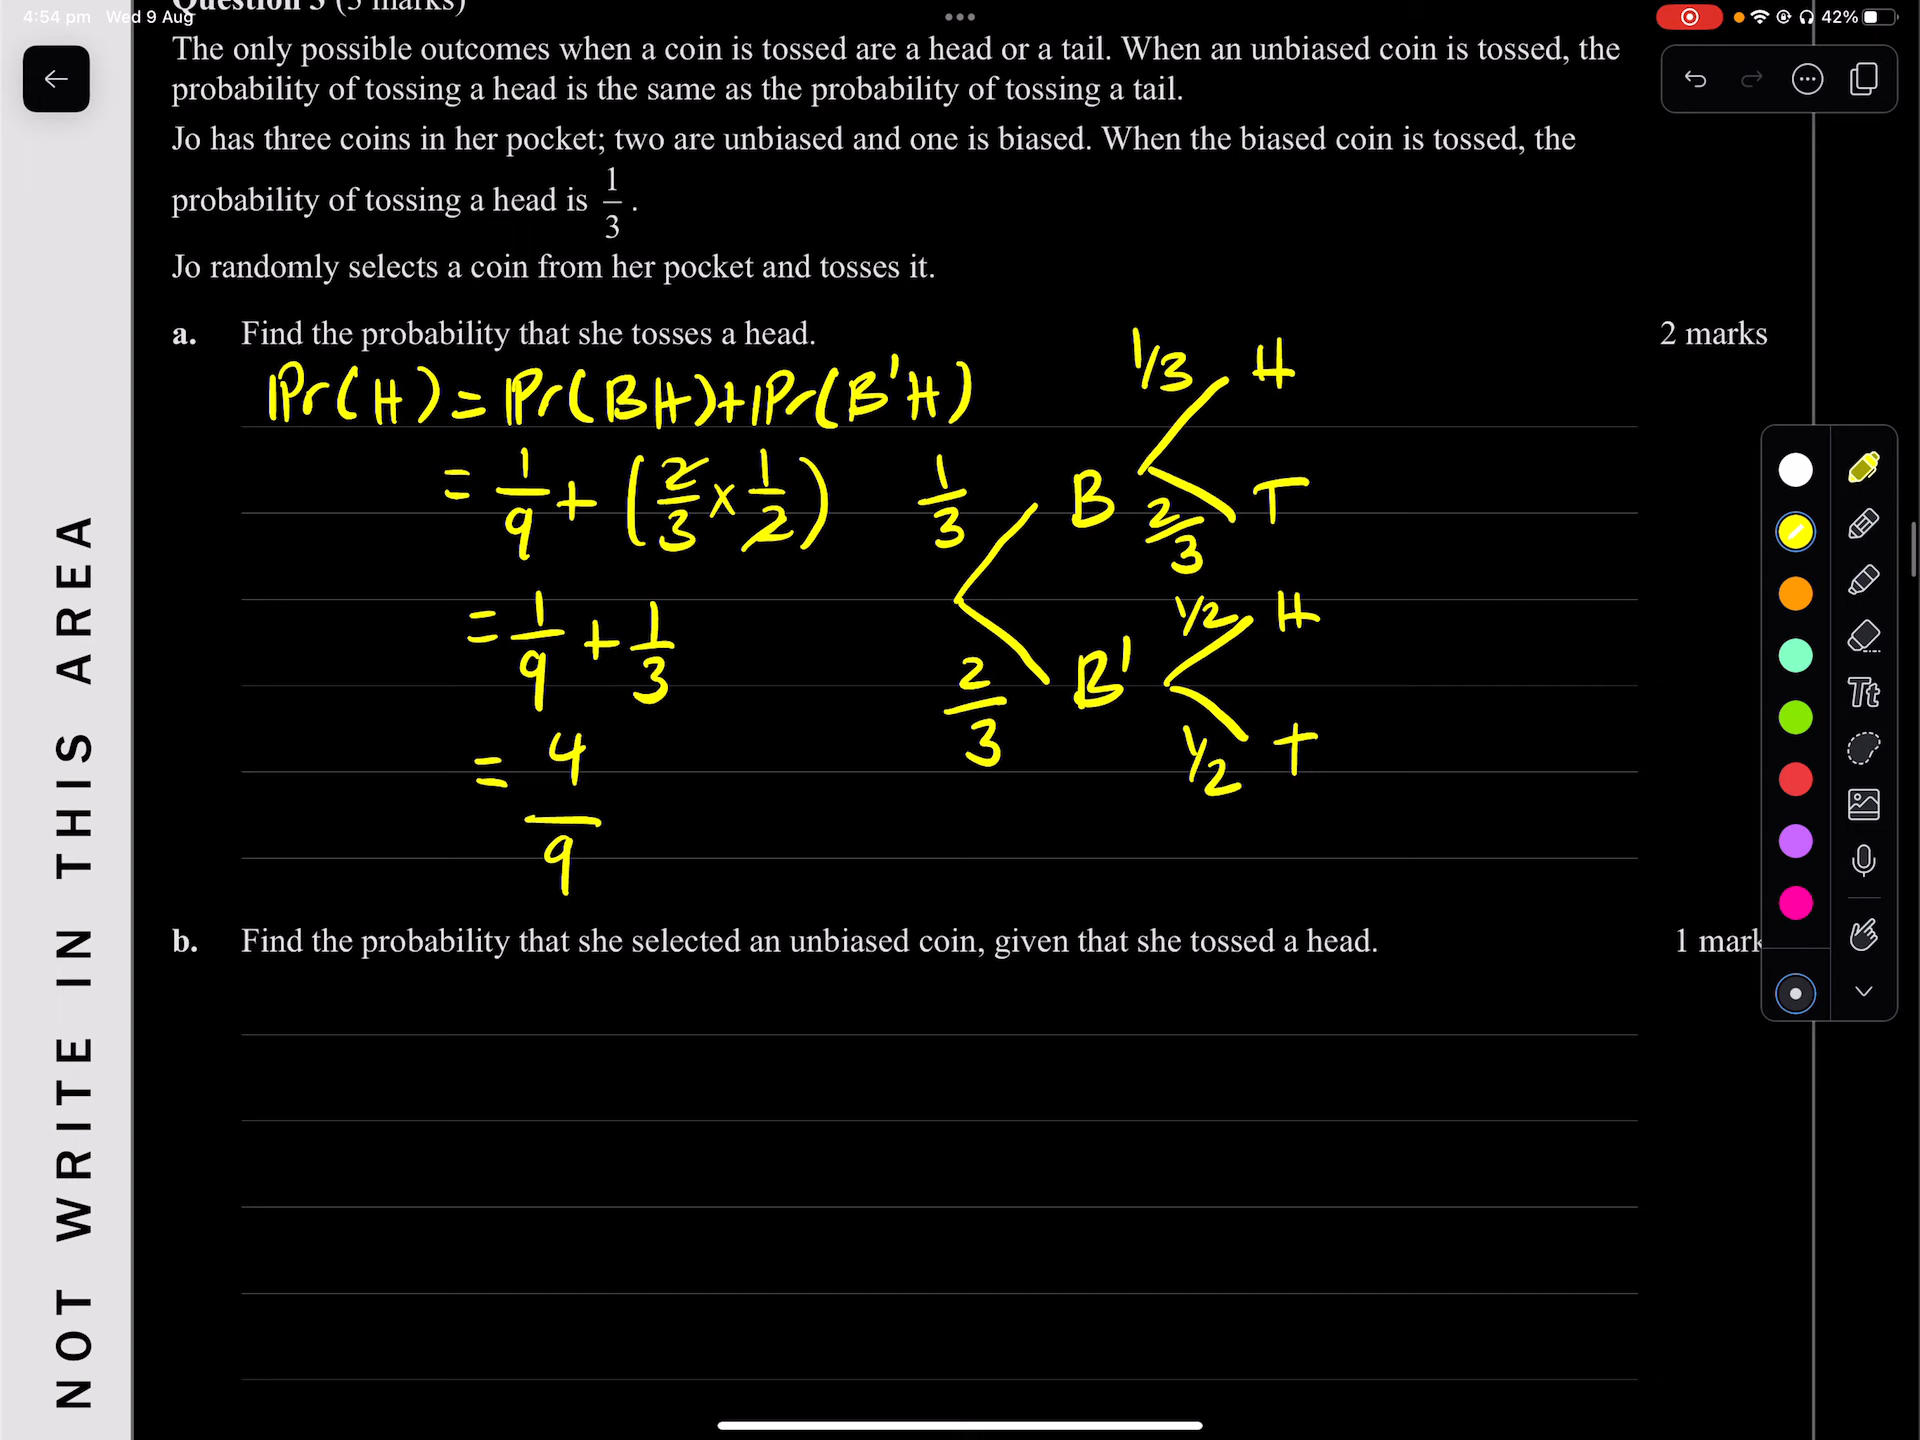 4:54 pm Wed 9 Aug
42%
Question 3 (3 marks)
The only possible outcomes when a coin is tossed are a head or a tail. When an unbiased coin is tossed, the
probability of tossing a head is the same as the probability of tossing a tail.
Jo has three coins in her pocket; two are unbiased and one is biased. When the biased coin is tossed, the
probability of tossing a head is 1/3.
Jo randomly selects a coin from her pocket and tosses it.
a. Find the probability that she tosses a head. 2 marks
Pr(H) = Pr(BH) + Pr(B'H)
= 1/9 + (2/3 × 1/2)
= 1/9 + 1/3
= 4/9
1/3 H
1/3 B
2/3 T
1/2 H
2/3 B'
1/2 T
b. Find the probability that she selected an unbiased coin, given that she tossed a head. 1 mark
NOT WRITE IN THIS AREA
Tt